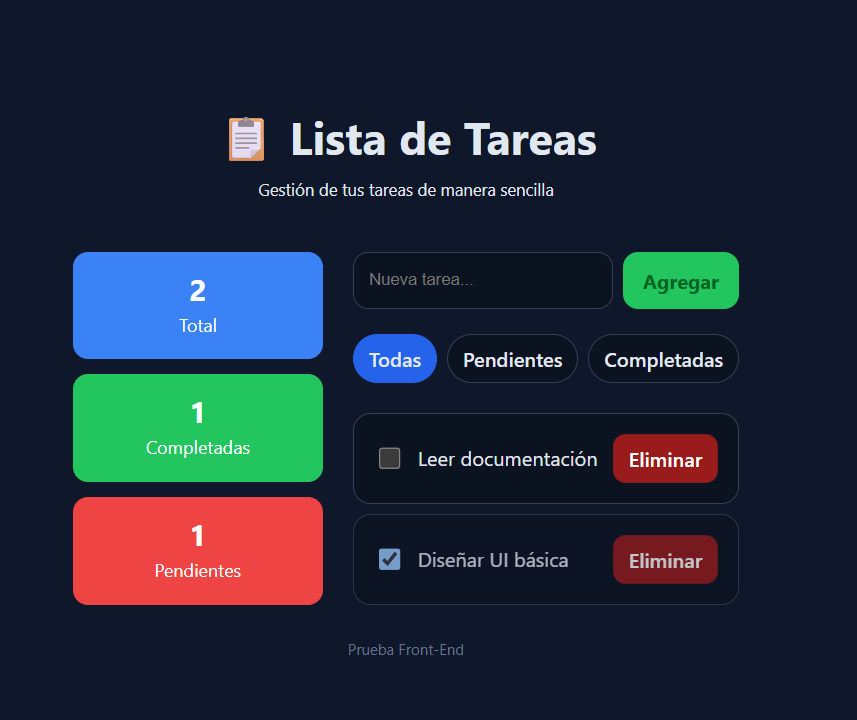 Lista de Tareas
Gestión de tus tareas de manera sencilla
2
Total
1
Completadas
1
Pendientes
Nueva tarea...
Agregar
Todas
Pendientes
Completadas
Leer documentación
Eliminar
Diseñar UI básica
Eliminar
Prueba Front-End